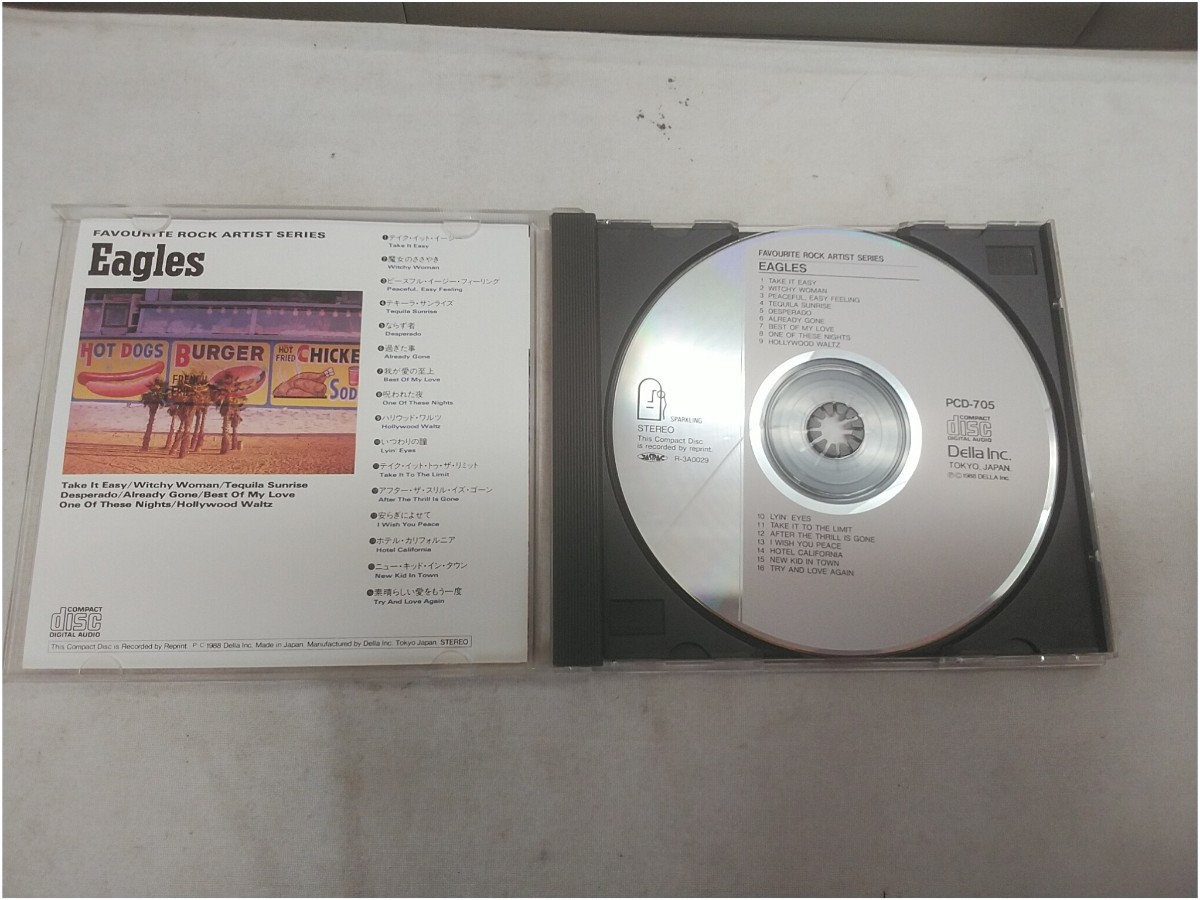 FAVOURITE ROCK ARTIST SERIES
Eagles
HOT DOGS
BURGER
HOT
FRIED
CHICKE
FRENCH
SOD
Take It Easy/Witchy Woman/Tequila Sunrise
Desperado/Already Gone/Best Of My Love
One Of These Nights/Hollywood Waltz
COMPACT
disc
DIGITAL AUDIO
This Compact Disc is Recorded by Reprint Ⓟ©1988 Della Inc. Made in Japan. Manufactured by Della Inc. Tokyo Japan. STEREO
❶テイク・イット・イージー
Take It Easy
❷魔女のささやき
Witchy Woman
❸ピースフル・イージー・フィーリング
Peaceful, Easy Feeling
❹テキーラ・サンライズ
Tequila Sunrise
❺ならず者
Desperado
❻過ぎた事
Already Gone
❼我が愛の至上
Best Of My Love
❽呪われた夜
One Of These Nights
❾ハリウッド・ワルツ
Hollywood Waltz
❿いつわりの瞳
Lyin' Eyes
⓫テイク・イット・トゥ・ザ・リミット
Take It To The Limit
⓬アフター・ザ・スリル・イズ・ゴーン
After The Thrill Is Gone
⓭安らぎによせて
I Wish You Peace
⓮ホテル・カリフォルニア
Hotel California
⓯ニュー・キッド・イン・タウン
New Kid In Town
⓰素晴らしい愛をもう一度
Try And Love Again
FAVOURITE ROCK ARTIST SERIES
EAGLES
1 TAKE IT EASY
2 WITCHY WOMAN
3 PEACEFUL, EASY FEELING
4 TEQUILA SUNRISE
5 DESPERADO
6 ALREADY GONE
7 BEST OF MY LOVE
8 ONE OF THESE NIGHTS
9 HOLLYWOOD WALTZ
SPARKLING
STEREO
This Compact Disc
is recorded by reprint.
JASRAC R-3A0029
PCD-705
COMPACT
disc
DIGITAL AUDIO
Della Inc.
TOKYO, JAPAN.
Ⓟ©1988 DELLA Inc.
10 LYIN' EYES
11 TAKE IT TO THE LIMIT
12 AFTER THE THRILL IS GONE
13 I WISH YOU PEACE
14 HOTEL CALIFORNIA
15 NEW KID IN TOWN
16 TRY AND LOVE AGAIN